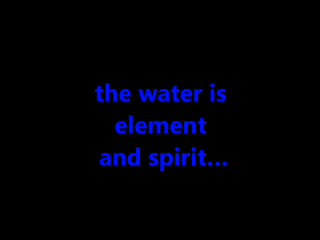 the water is
element
and spirit...